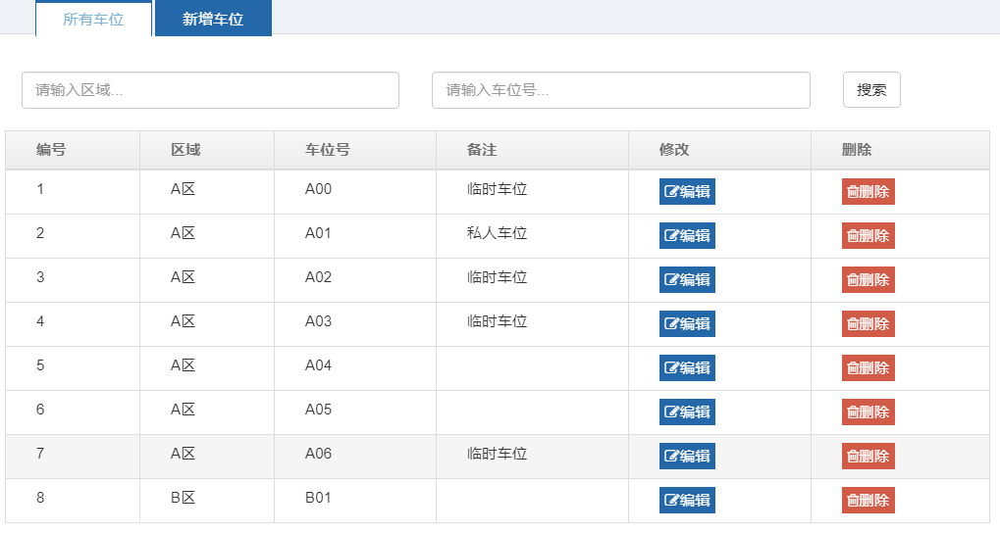 所有车位 新增车位
请输入区域... 请输入车位号... 搜索
编号 区域 车位号 备注 修改 删除
1 A区 A00 临时车位 编辑 删除
2 A区 A01 私人车位 编辑 删除
3 A区 A02 临时车位 编辑 删除
4 A区 A03 临时车位 编辑 删除
5 A区 A04 编辑 删除
6 A区 A05 编辑 删除
7 A区 A06 临时车位 编辑 删除
8 B区 B01 编辑 删除